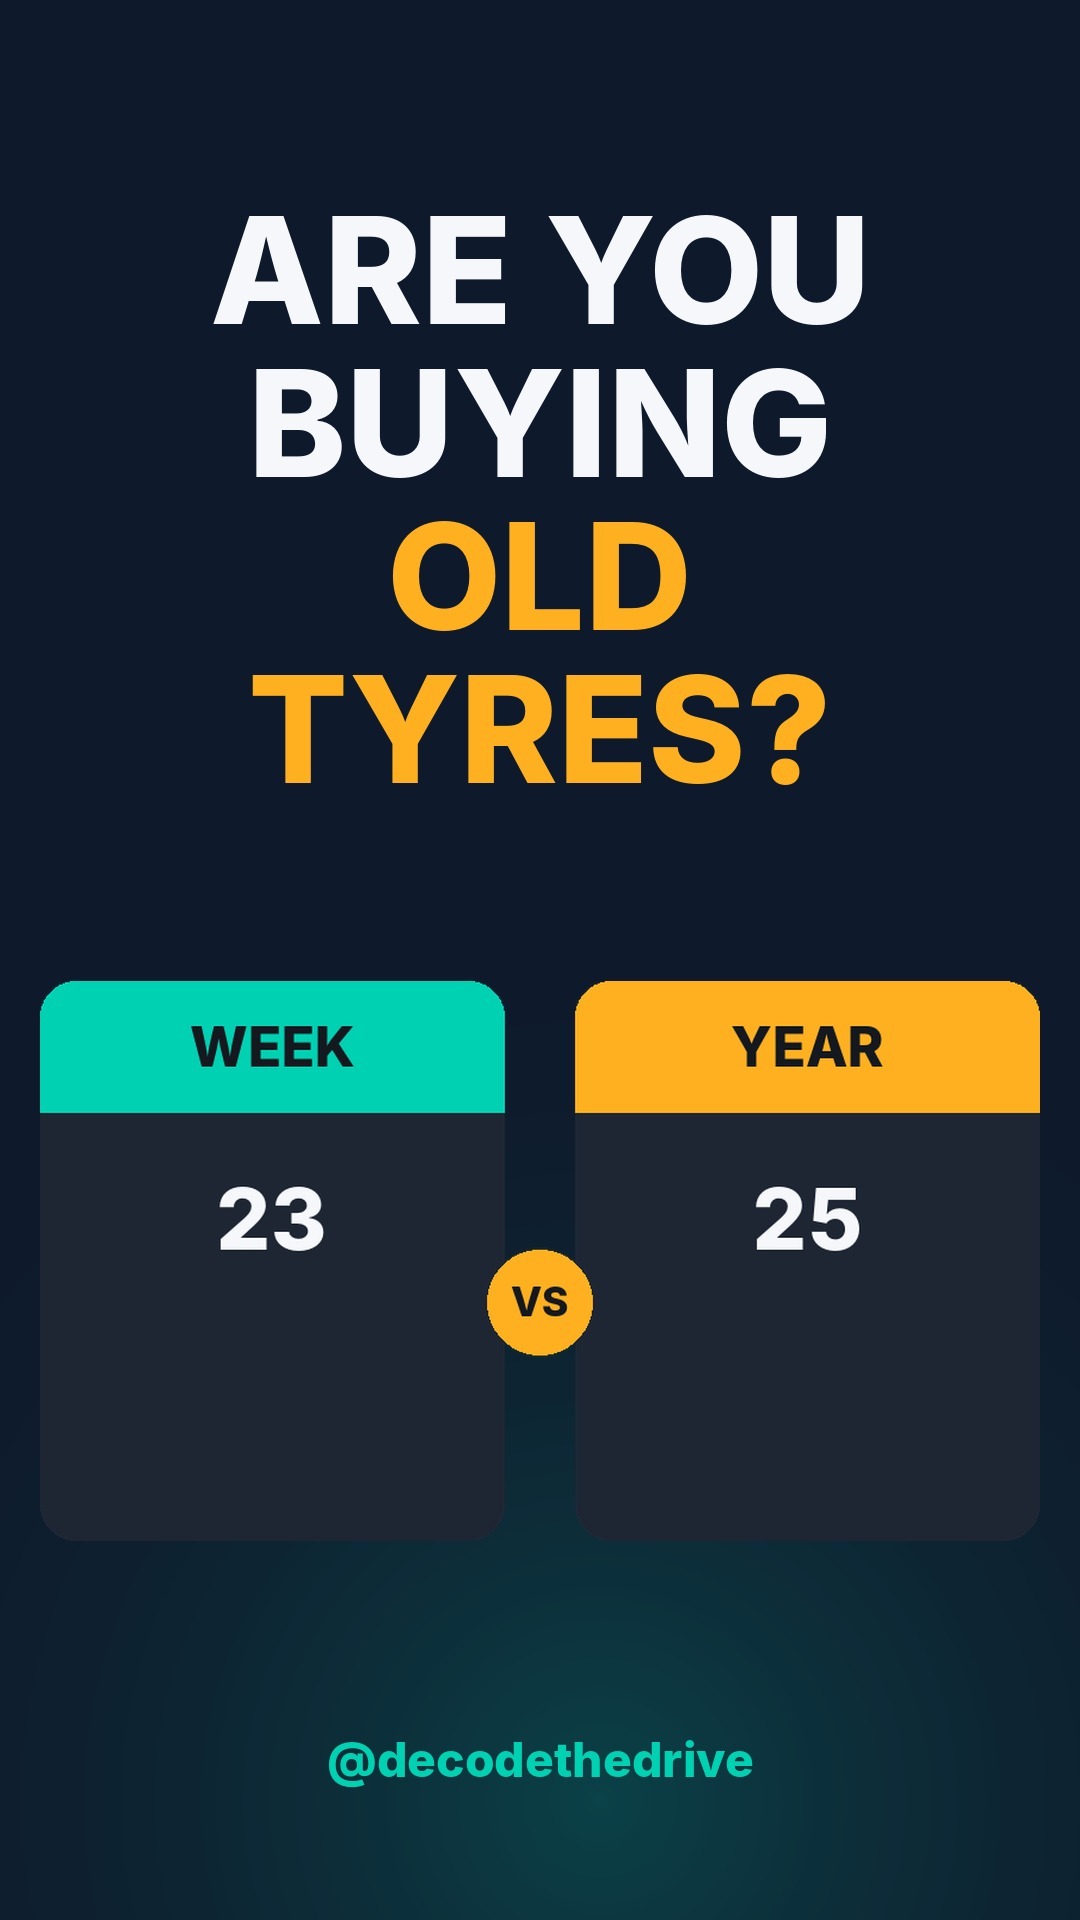 ARE YOU
BUYING
OLD
TYRES?
WEEK
YEAR
23
25
VS
@decodethedrive